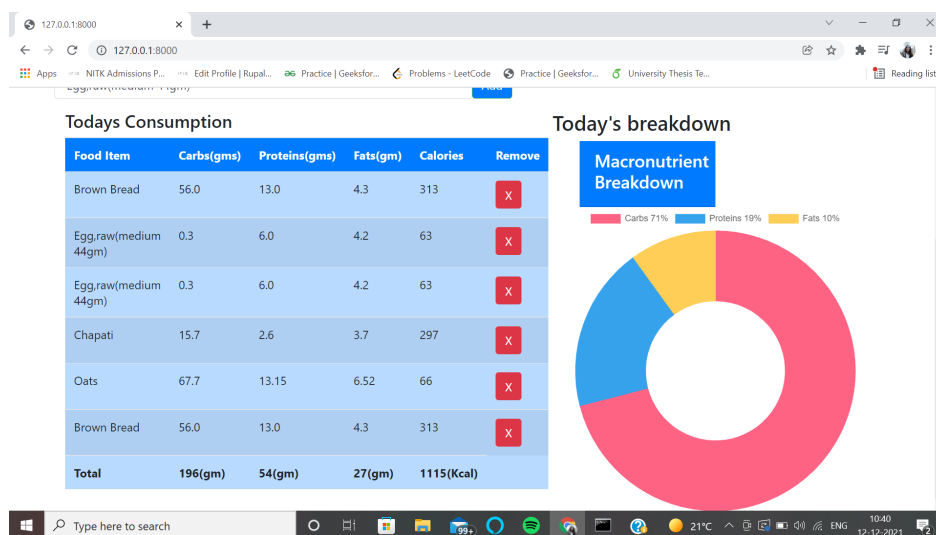 127.0.0.1:8000
127.0.0.1:8000
Apps NITK Admissions P... Edit Profile | Rupal... Practice | Geeksfor... Problems - LeetCode Practice | Geeksfor... University Thesis Te... Reading list
Todays Consumption
Today's breakdown
Food Item Carbs(gms) Proteins(gms) Fats(gm) Calories Remove
Brown Bread 56.0 13.0 4.3 313 X
Egg,raw(medium 0.3 6.0 4.2 63 X
44gm)
Egg,raw(medium 0.3 6.0 4.2 63 X
44gm)
Chapati 15.7 2.6 3.7 297 X
Oats 67.7 13.15 6.52 66 X
Brown Bread 56.0 13.0 4.3 313 X
Total 196(gm) 54(gm) 27(gm) 1115(Kcal)
Macronutrient
Breakdown
Carbs 71% Proteins 19% Fats 10%
Type here to search
99+
21°C
ENG
10:40
12-12-2021
2